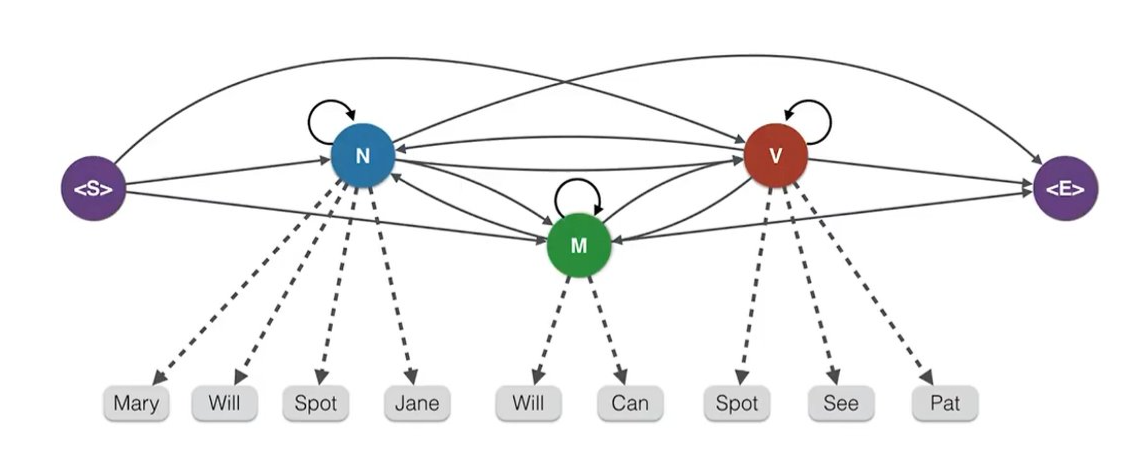 N
V
<S>
<E>
M
Mary Will Spot Jane Will Can Spot See Pat